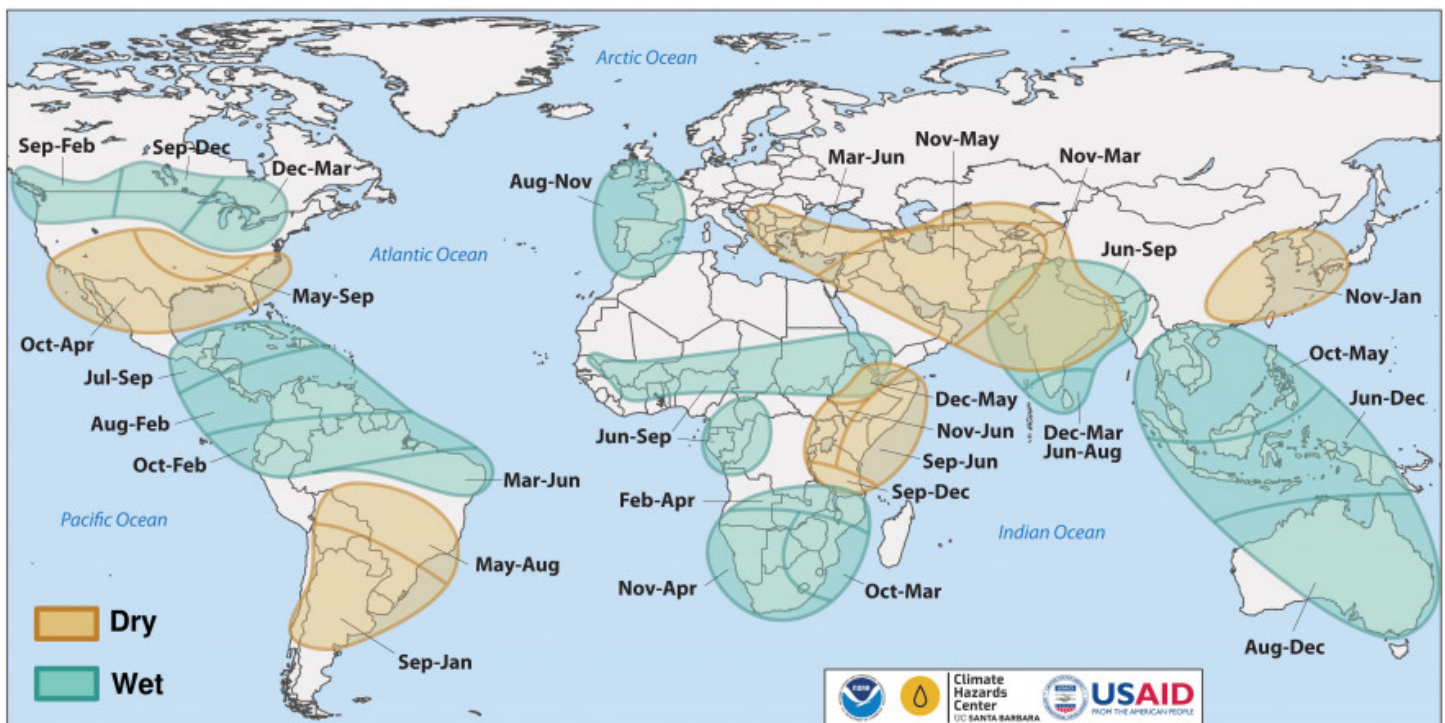 Arctic Ocean
Sep-Feb
Sep-Dec
Dec-Mar
Aug-Nov
Mar-Jun
Nov-May
Nov-Mar
Atlantic Ocean
Jun-Sep
May-Sep
Nov-Jan
Oct-Apr
Jul-Sep
Oct-May
Aug-Feb
Jun-Sep
Dec-May
Jun-Dec
Nov-Jun
Dec-Mar
Jun-Aug
Oct-Feb
Sep-Jun
Mar-Jun
Sep-Dec
Feb-Apr
Pacific Ocean
Indian Ocean
May-Aug
Nov-Apr
Oct-Mar
Dry
Sep-Jan
Aug-Dec
Wet
Climate
Hazards
Center
UC SANTA BARBARA
USAID
FROM THE AMERICAN PEOPLE